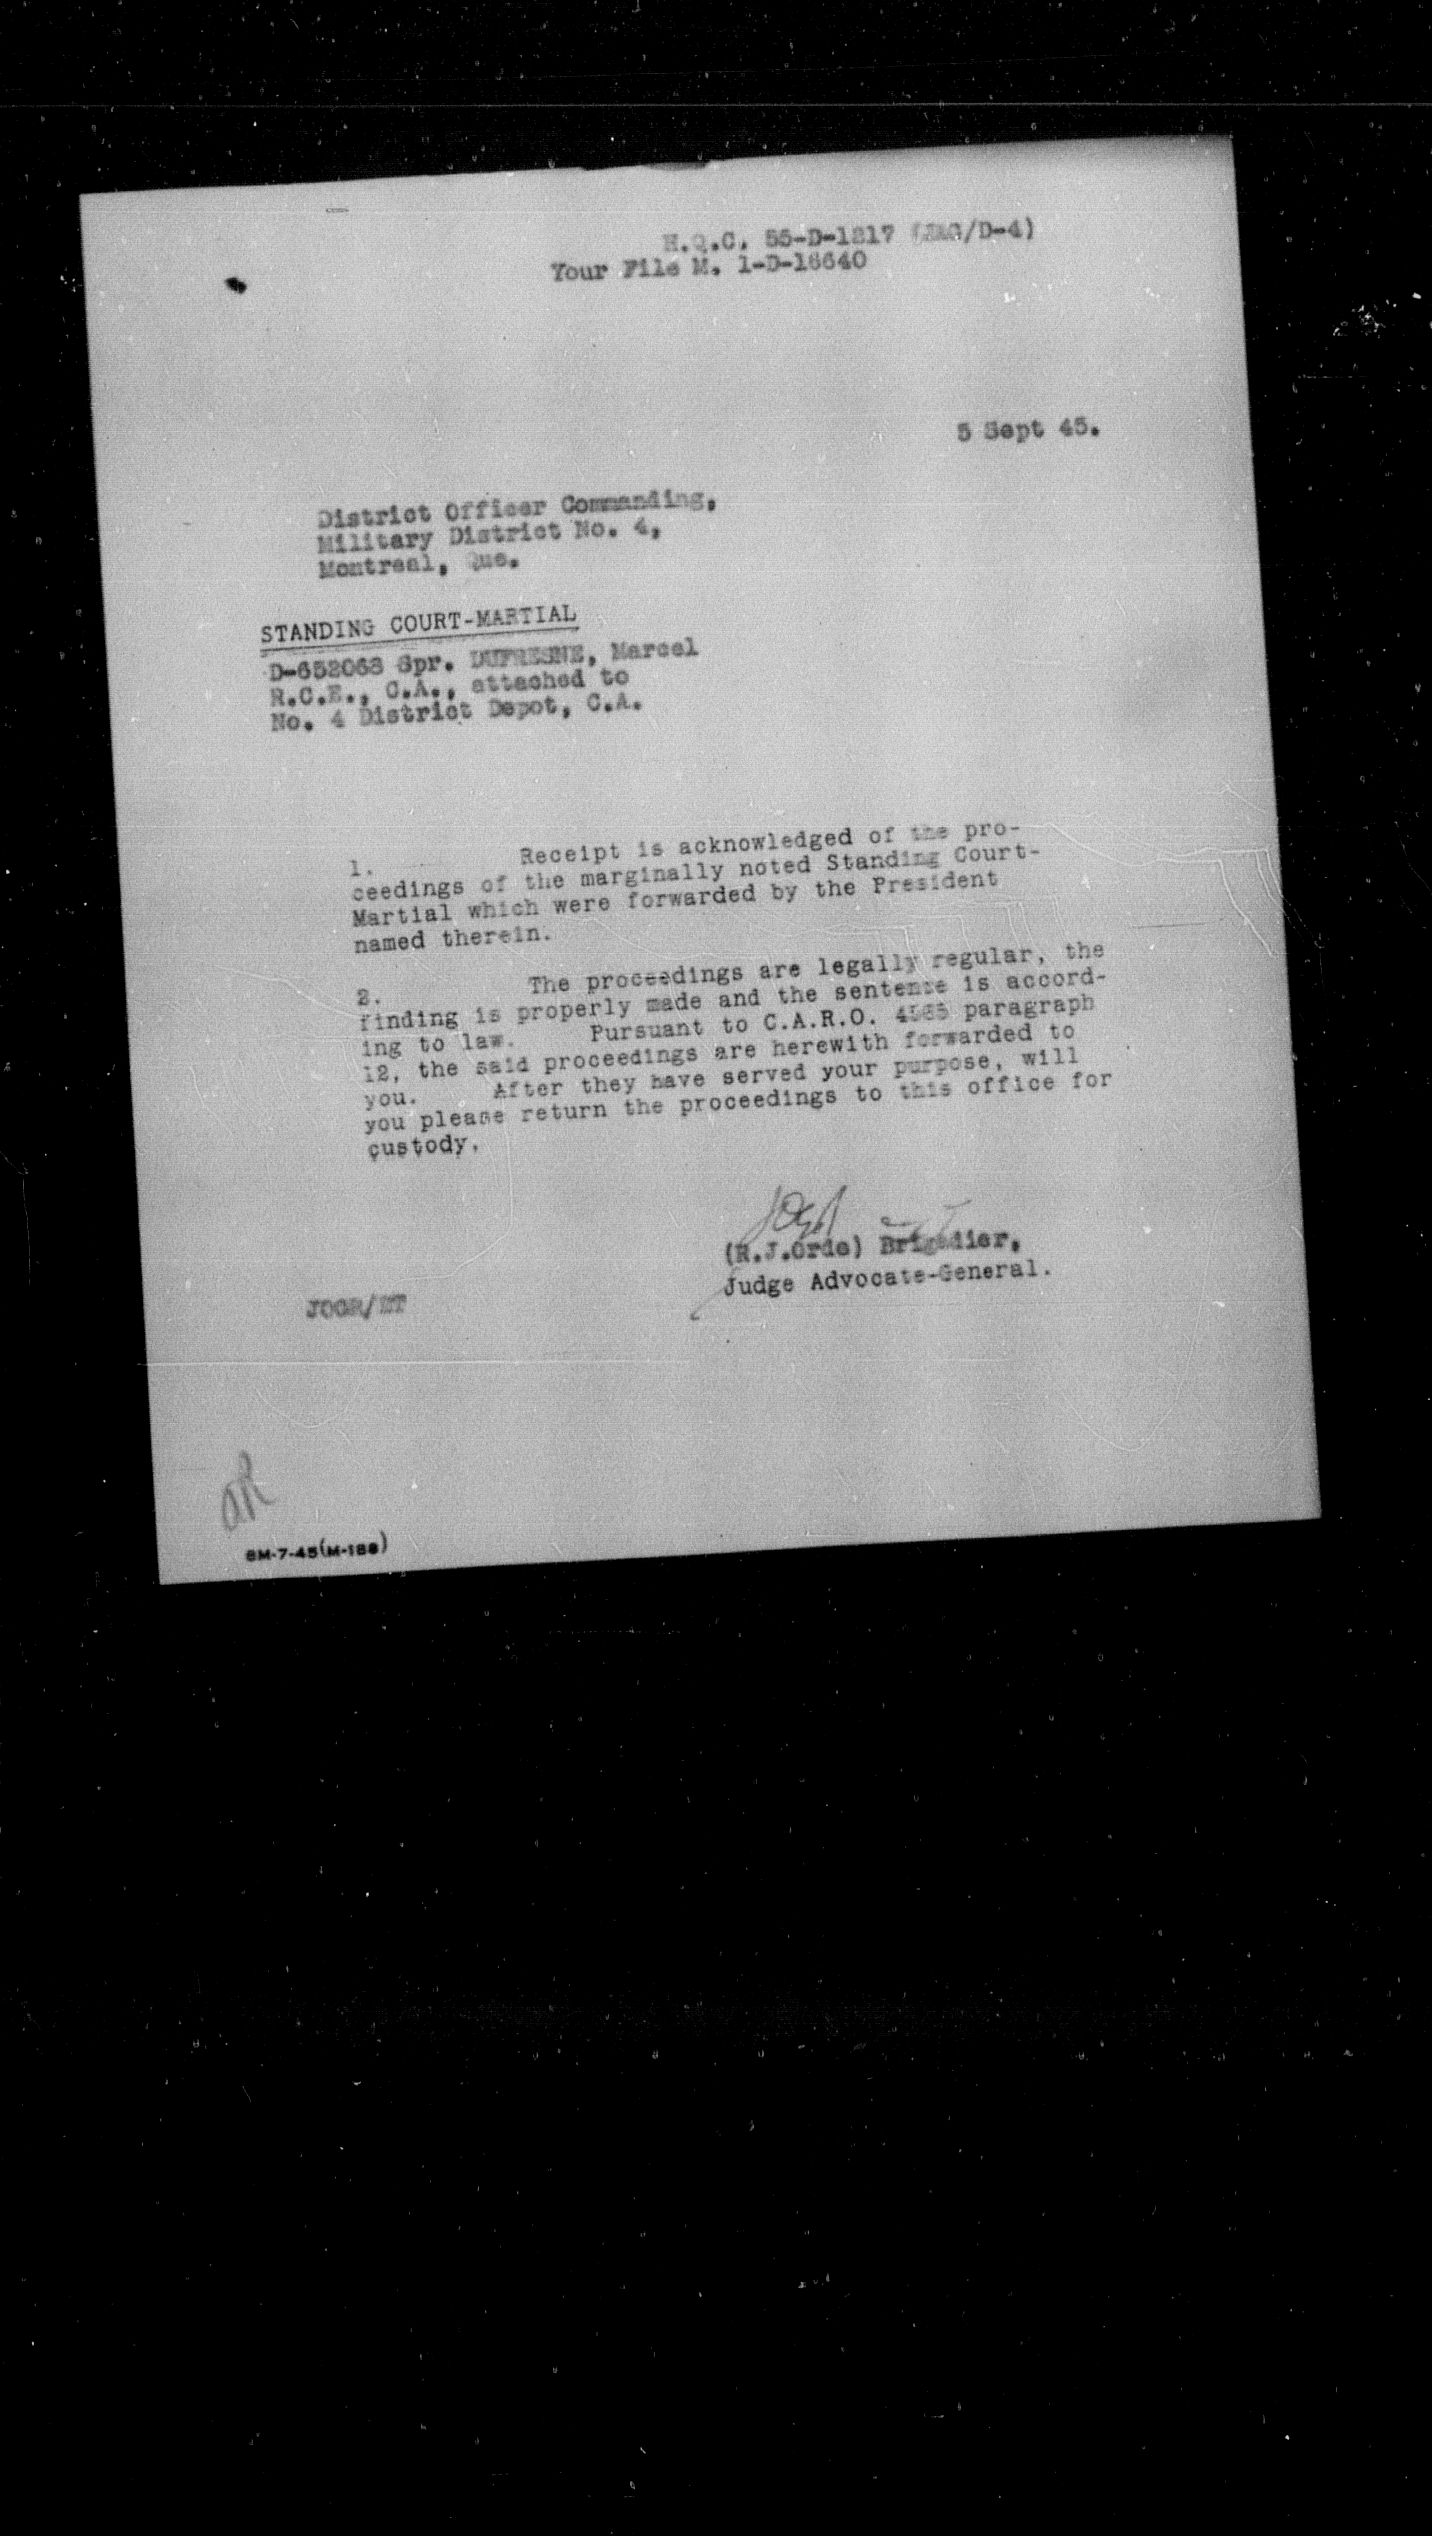 H.Q.C. 55-D-1817 (JAG/D-4)
Your File M. 1-D-16640
5 Sept 45.
District Officer Commanding,
Military District No. 4,
Montreal, Que.
STANDING COURT-MARTIAL
D-652068 Spr. DUFRESNE, Marcel
R.C.E., C.A., attached to
No. 4 District Depot, C.A.
1. Receipt is acknowledged of the pro-
ceedings of the marginally noted Standing Court-
Martial which were forwarded by the President
named therein.
2. The proceedings are legally regular, the
finding is properly made and the sentence is accord-
ing to law. Pursuant to C.A.R.O. paragraph
12, the said proceedings are herewith forwarded to
you. After they have served your purpose, will
you please return the proceedings to this office for
custody.
(R.J.Orde) Brigadier,
Judge Advocate-General.
8M-7-45(M-188)